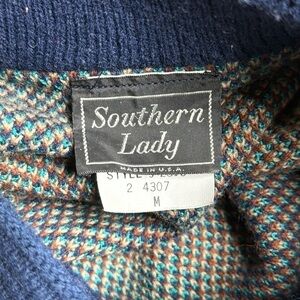 Southern
Lady
MADE IN U.S.A.
STYLE
2 4307
M